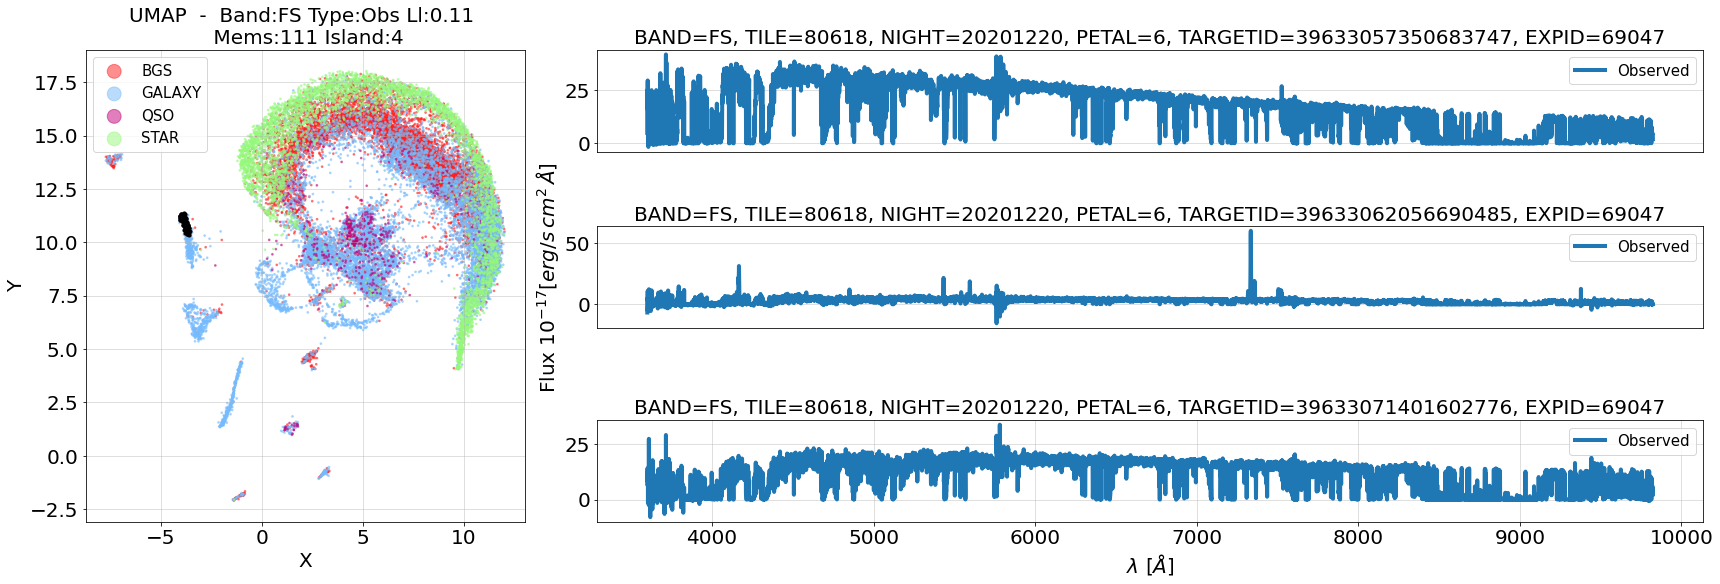 UMAP - Band:FS Type:Obs Ll:0.11
Mems:111 Island:4
BGS
GALAXY
QSO
STAR
17.5
15.0
12.5
10.0
7.5
5.0
2.5
0.0
−2.5
Y
−5
0
5
10
X
BAND=FS, TILE=80618, NIGHT=20201220, PETAL=6, TARGETID=39633057350683747, EXPID=69047
Observed
25
0
BAND=FS, TILE=80618, NIGHT=20201220, PETAL=6, TARGETID=39633062056690485, EXPID=69047
Observed
50
0
Flux 10⁻¹⁷[erg/s cm² Å]
BAND=FS, TILE=80618, NIGHT=20201220, PETAL=6, TARGETID=39633071401602776, EXPID=69047
Observed
25
0
4000
5000
6000
7000
8000
9000
10000
λ [Å]